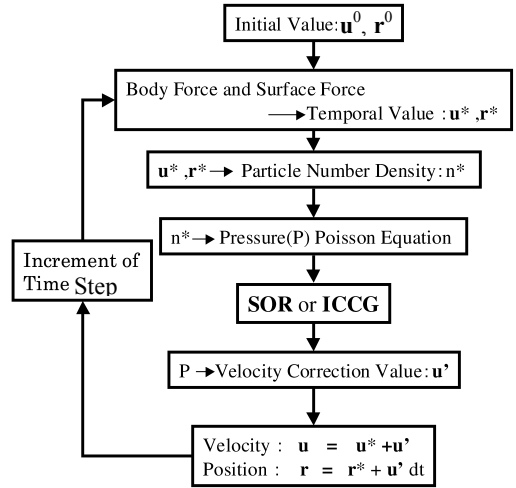 Initial Value:u⁰, r⁰
Body Force and Surface Force
→Temporal Value :u* ,r*
u* ,r*→ Particle Number Density:n*
n*→Pressure(P) Poisson Equation
Increment of
Time Step
SOR or ICCG
P →Velocity Correction Value:u'
Velocity : u = u* +u'
Position : r = r* + u' dt